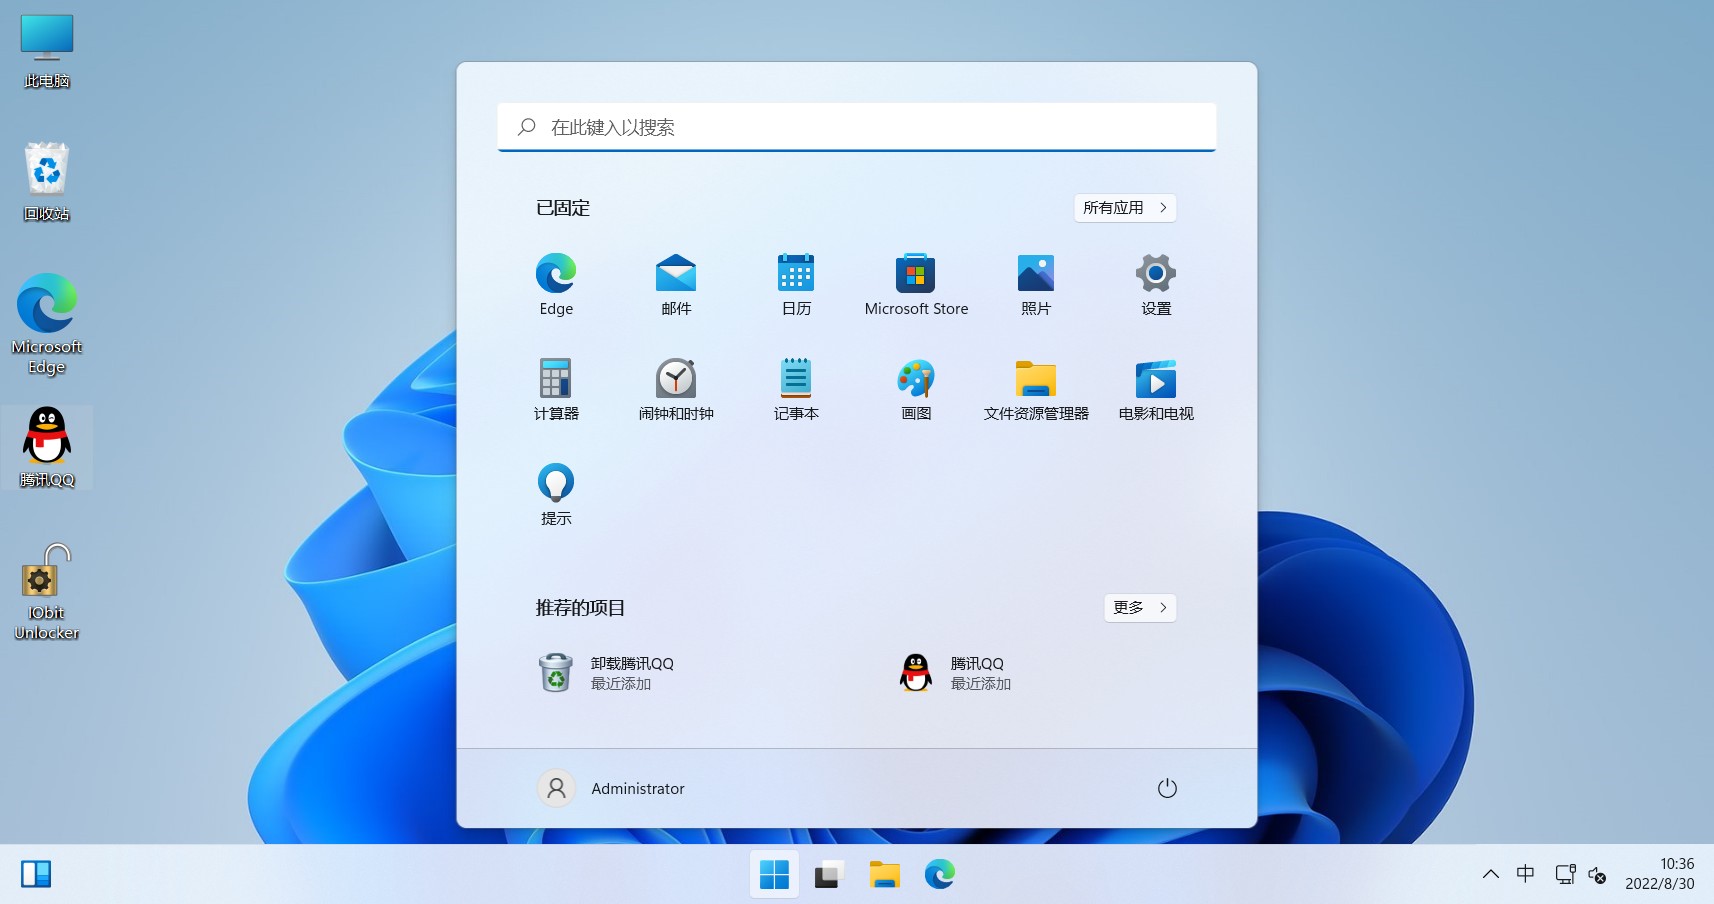 此电脑
回收站
Microsoft
Edge
腾讯QQ
IObit
Unlocker
在此键入以搜索
已固定
所有应用
Edge
邮件
日历
Microsoft Store
照片
设置
计算器
闹钟和时钟
记事本
画图
文件资源管理器
电影和电视
提示
推荐的项目
更多
卸载腾讯QQ
最近添加
腾讯QQ
最近添加
Administrator
中
10:36
2022/8/30